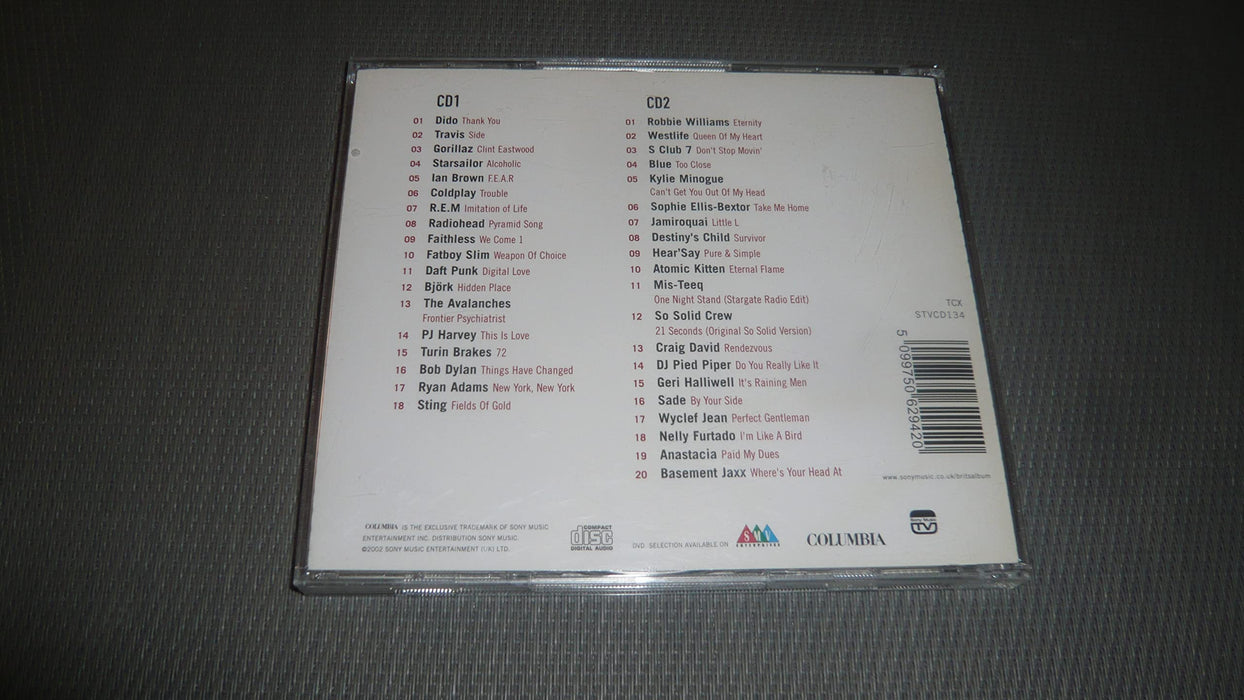 CD1
01 Dido Thank You
02 Travis Side
03 Gorillaz Clint Eastwood
04 Starsailor Alcoholic
05 Ian Brown F.E.A.R
06 Coldplay Trouble
07 R.E.M Imitation of Life
08 Radiohead Pyramid Song
09 Faithless We Come 1
10 Fatboy Slim Weapon Of Choice
11 Daft Punk Digital Love
12 Björk Hidden Place
13 The Avalanches
Frontier Psychiatrist
14 PJ Harvey This Is Love
15 Turin Brakes 72
16 Bob Dylan Things Have Changed
17 Ryan Adams New York, New York
18 Sting Fields Of Gold
CD2
01 Robbie Williams Eternity
02 Westlife Queen Of My Heart
03 S Club 7 Don't Stop Movin'
04 Blue Too Close
05 Kylie Minogue
Can't Get You Out Of My Head
06 Sophie Ellis-Bextor Take Me Home
07 Jamiroquai Little L
08 Destiny's Child Survivor
09 Hear'Say Pure & Simple
10 Atomic Kitten Eternal Flame
11 Mis-Teeq
One Night Stand (Stargate Radio Edit)
12 So Solid Crew
21 Seconds (Original So Solid Version)
13 Craig David Rendezvous
14 DJ Pied Piper Do You Really Like It
15 Geri Halliwell It's Raining Men
16 Sade By Your Side
17 Wyclef Jean Perfect Gentleman
18 Nelly Furtado I'm Like A Bird
19 Anastacia Paid My Dues
20 Basement Jaxx Where's Your Head At
TCX
STVCD134
5 099750 629420
www.sonymusic.co.uk/britsalbum
COLUMBIA IS THE EXCLUSIVE TRADEMARK OF SONY MUSIC
ENTERTAINMENT INC. DISTRIBUTION SONY MUSIC.
©2002 SONY MUSIC ENTERTAINMENT (UK) LTD.
COMPACT
disc
DIGITAL AUDIO
DVD SELECTION AVAILABLE ON
SMV
ENTERPRISES
COLUMBIA
Sony Music
TV